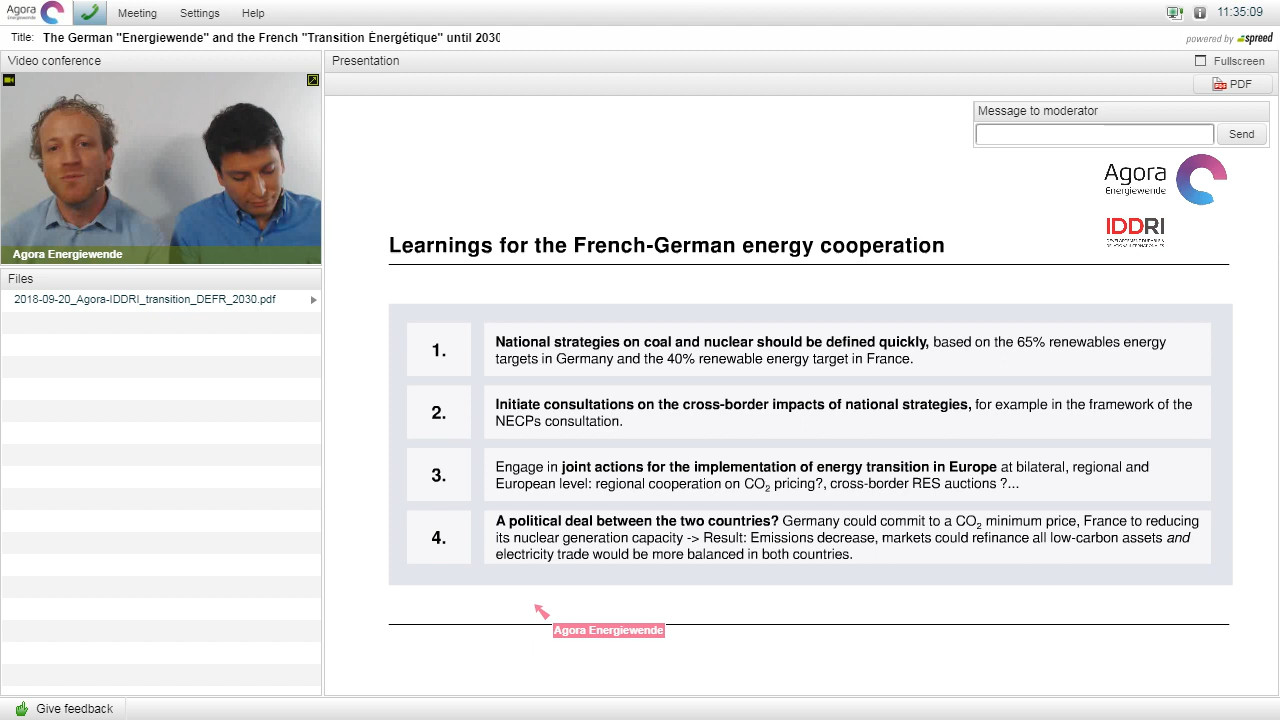 Agora
Energiewende
Meeting
Settings
Help
11:35:09
Title: The German "Energiewende" and the French "Transition Énergétique" until 2030
powered by spreed
Video conference
Presentation
Fullscreen
PDF
Message to moderator
Send
Agora
Energiewende
IDDRI
Agora Energiewende
Files
2018-09-20_Agora-IDDRI_transition_DEFR_2030.pdf
Learnings for the French-German energy cooperation
1.
National strategies on coal and nuclear should be defined quickly, based on the 65% renewables energy
targets in Germany and the 40% renewable energy target in France.
2.
Initiate consultations on the cross-border impacts of national strategies, for example in the framework of the
NECPs consultation.
3.
Engage in joint actions for the implementation of energy transition in Europe at bilateral, regional and
European level: regional cooperation on CO₂ pricing?, cross-border RES auctions ?...
4.
A political deal between the two countries? Germany could commit to a CO₂ minimum price, France to reducing
its nuclear generation capacity -> Result: Emissions decrease, markets could refinance all low-carbon assets and
electricity trade would be more balanced in both countries.
Agora Energiewende
Give feedback